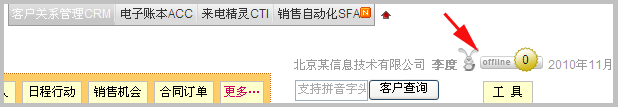 客户关系管理CRM 电子账本ACC 来电精灵CTI 销售自动化SFA N
北京某信息技术有限公司 李度 offline 0 2010年11月
人 日程行动 销售机会 合同订单 更多… 支持拼音字头 客户查询 工 具